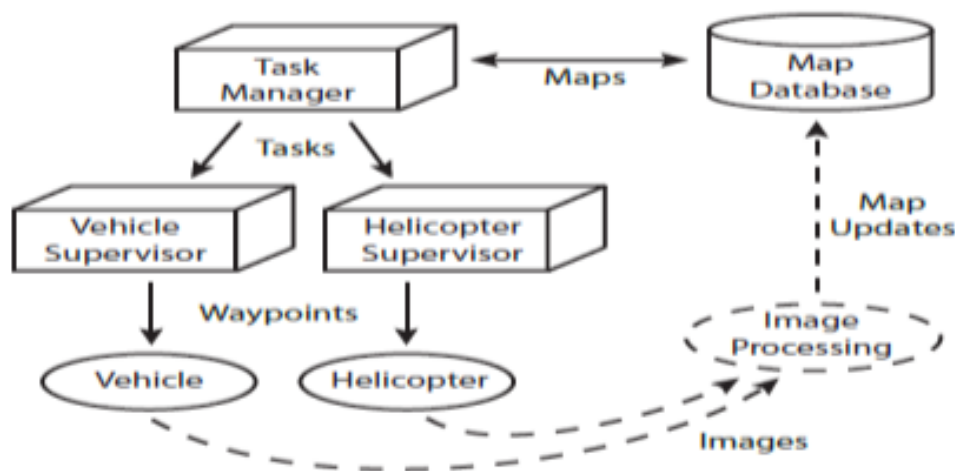 Task
Manager
Maps
Map
Database
Tasks
Vehicle
Supervisor
Helicopter
Supervisor
Map
Updates
Waypoints
Image
Processing
Vehicle
Helicopter
Images